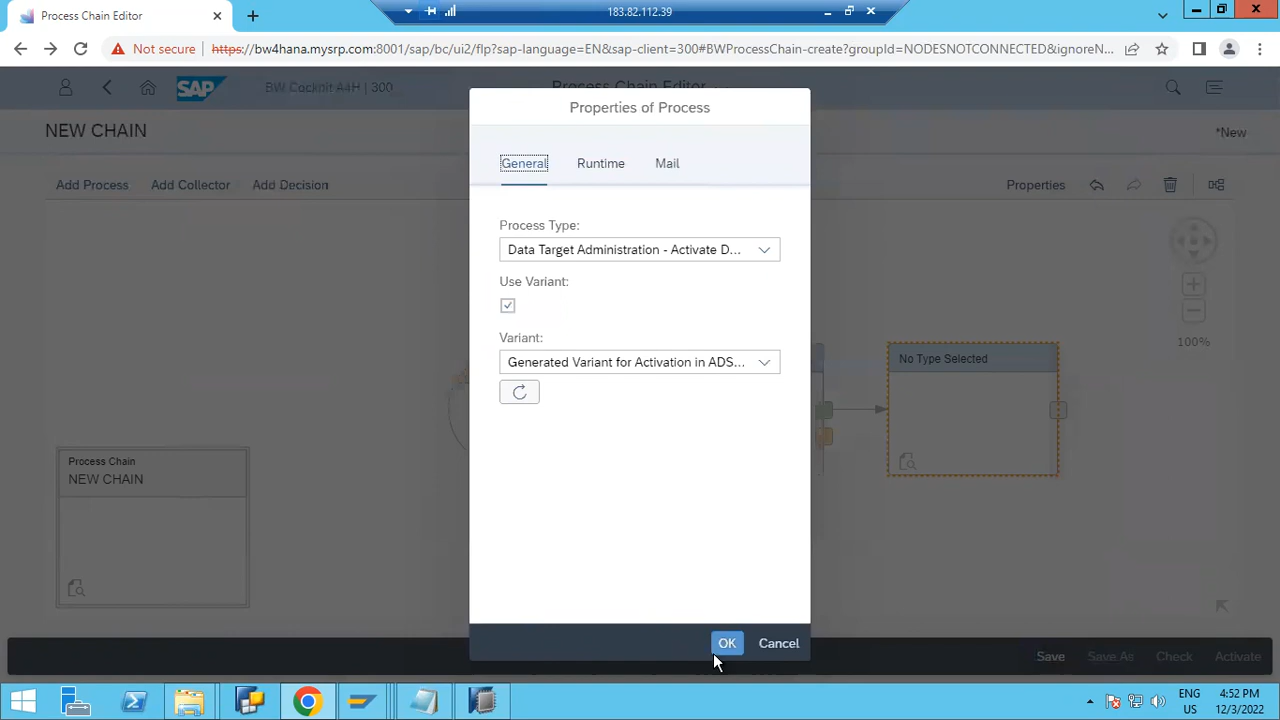 Process Chain Editor
183.82.112.39
Not secure
https://bw4hana.mysrp.com:8001/sap/bc/ui2/flp?sap-language=EN&sap-client=300#BWProcessChain-create?groupId=NODESNOTCONNECTED&ignoreN...
SAP
BW Cockpit A4H | 300
Process Chain Editor
NEW CHAIN
*New
Add Process
Add Collector
Add Decision
Properties
Properties of Process
General
Runtime
Mail
Process Type:
Data Target Administration - Activate D...
Use Variant:
Variant:
Generated Variant for Activation in ADS...
100%
No Type Selected
Process Chain
NEW CHAIN
OK
Cancel
Save
Save As
Check
Activate
ENG
US
4:52 PM
12/3/2022